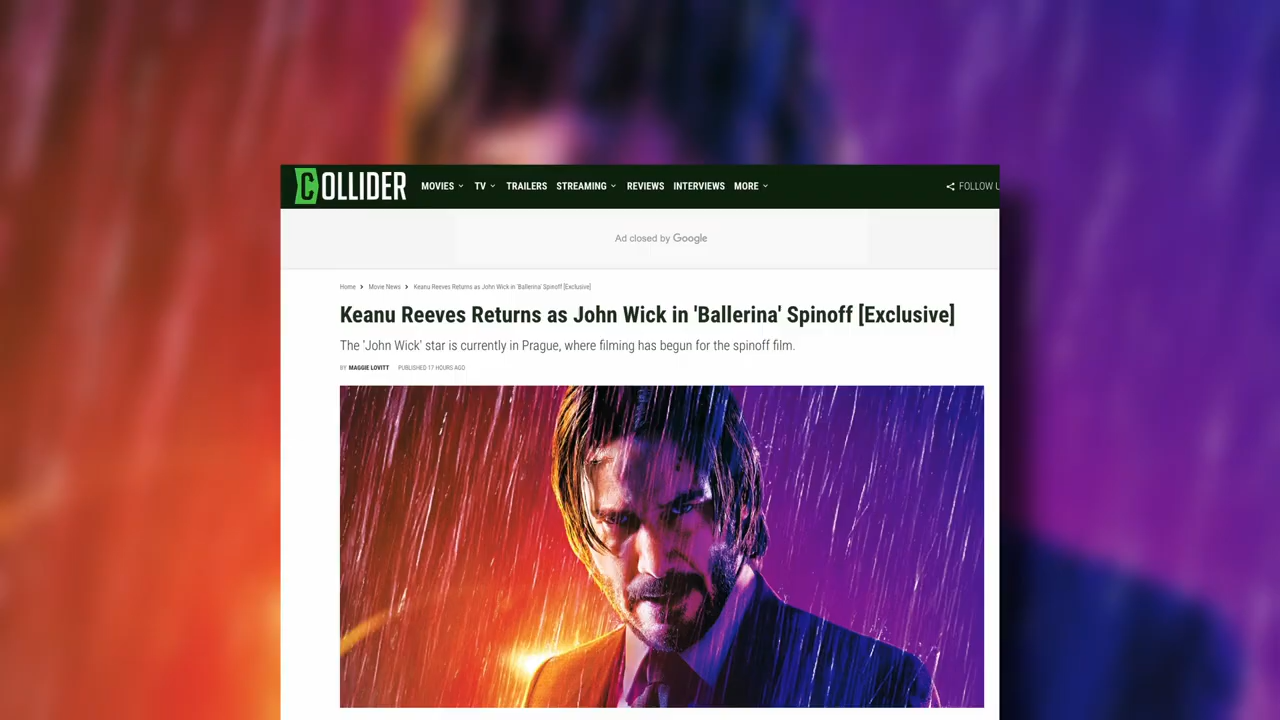 COLLIDER MOVIES TV TRAILERS STREAMING REVIEWS INTERVIEWS MORE FOLLOW U
Ad closed by Google
Home > Movie News > Keanu Reeves Returns as John Wick in 'Ballerina' Spinoff [Exclusive]
Keanu Reeves Returns as John Wick in 'Ballerina' Spinoff [Exclusive]
The 'John Wick' star is currently in Prague, where filming has begun for the spinoff film.
BY MAGGIE LOVITT PUBLISHED 17 HOURS AGO